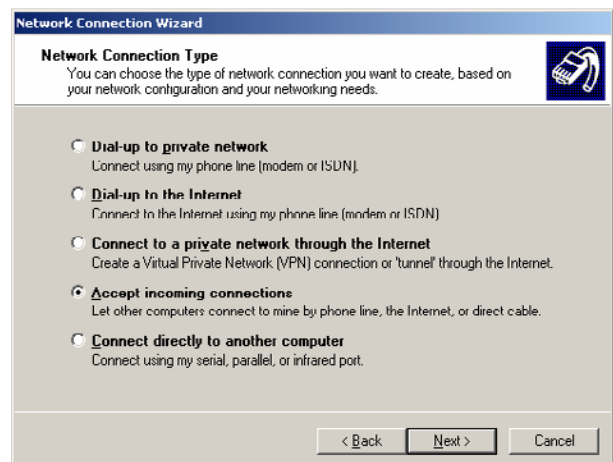 Network Connection Wizard
Network Connection Type
You can choose the type of network connection you want to create, based on
your network configuration and your networking needs.
Dial-up to private network
Connect using my phone line (modem or ISDN).
Dial-up to the Internet
Connect to the Internet using my phone line (modem or ISDN)
Connect to a private network through the Internet
Create a Virtual Private Network (VPN) connection or 'tunnel' through the Internet.
Accept incoming connections
Let other computers connect to mine by phone line, the Internet, or direct cable.
Connect directly to another computer
Connect using my serial, parallel, or infrared port.
< Back Next > Cancel